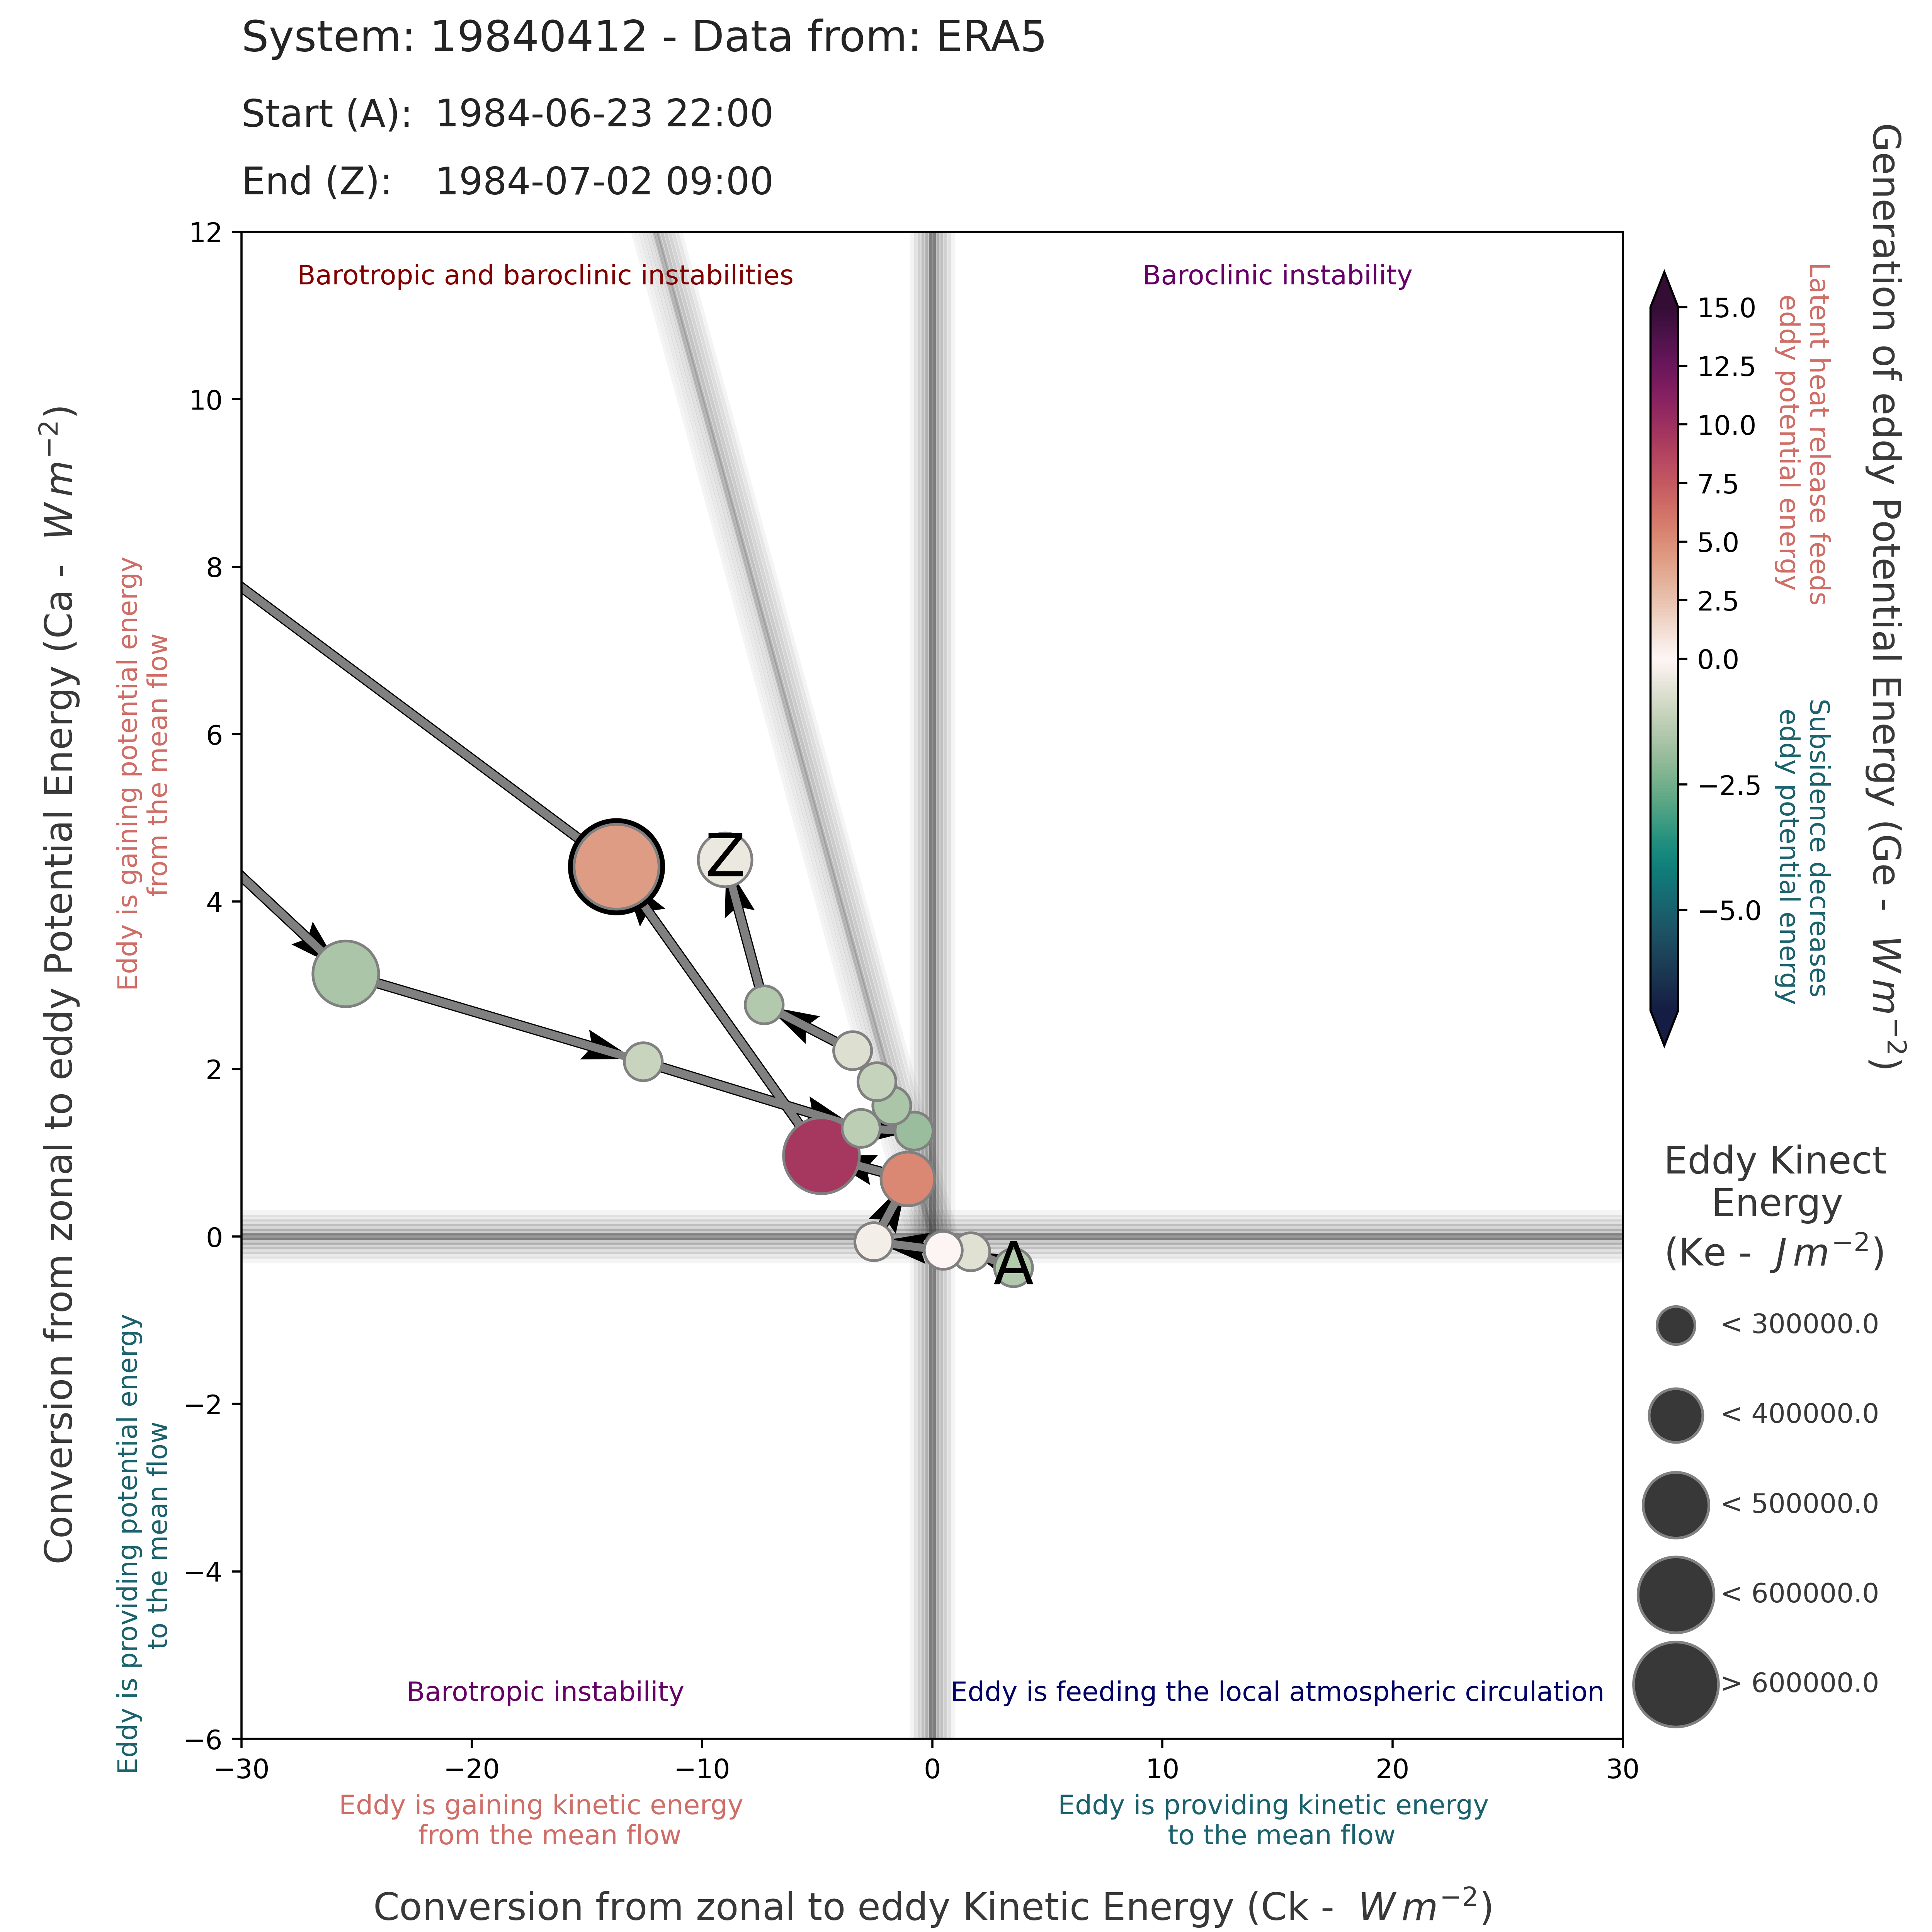 System: 19840412 - Data from: ERA5
Start (A): 1984-06-23 22:00
End (Z): 1984-07-02 09:00
Conversion from zonal to eddy Potential Energy (Ca - W m⁻²)
Eddy is gaining potential energy
from the mean flow
Eddy is providing potential energy
to the mean flow
12
10
8
6
4
2
0
−2
−4
−6
Barotropic and baroclinic instabilities
Baroclinic instability
Z
A
Barotropic instability
Eddy is feeding the local atmospheric circulation
−30
−20
−10
0
10
20
30
Eddy is gaining kinetic energy
from the mean flow
Eddy is providing kinetic energy
to the mean flow
Conversion from zonal to eddy Kinetic Energy (Ck - W m⁻²)
15.0
12.5
10.0
7.5
5.0
2.5
0.0
−2.5
−5.0
Latent heat release feeds
eddy potential energy
Subsidence decreases
eddy potential energy
Generation of eddy Potential Energy (Ge - W m⁻²)
Eddy Kinect
Energy
(Ke - J m⁻²)
< 300000.0
< 400000.0
< 500000.0
< 600000.0
> 600000.0